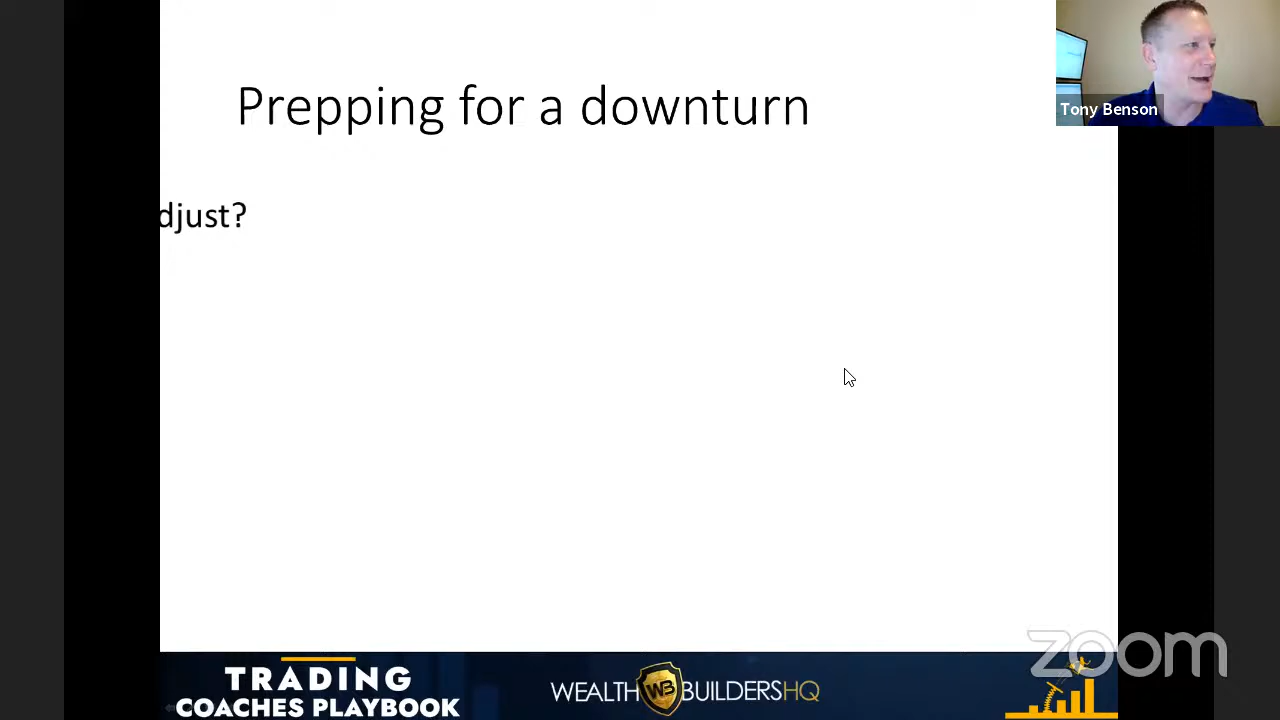 Prepping for a downturn
Tony Benson
djust?
TRADING
COACHES PLAYBOOK
WEALTH WB BUILDERSHQ
zoom